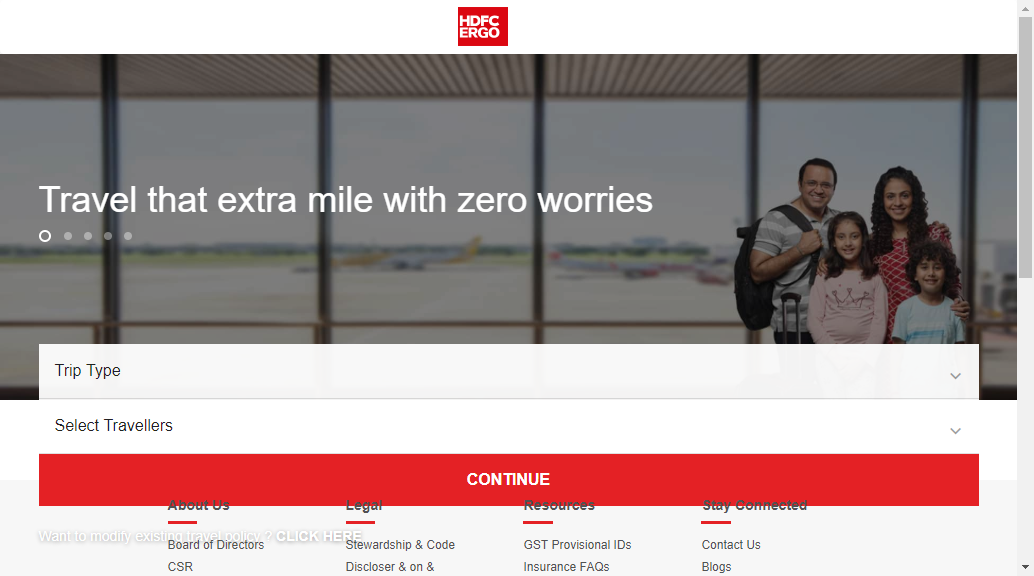 HDFC
ERGO
Travel that extra mile with zero worries
Trip Type
Select Travellers
CONTINUE
About Us
Legal
Resources
Stay Connected
Want to modify existing travel policy ? CLICK HERE
Board of Directors
Stewardship & Code
GST Provisional IDs
Contact Us
CSR
Discloser & on &
Insurance FAQs
Blogs